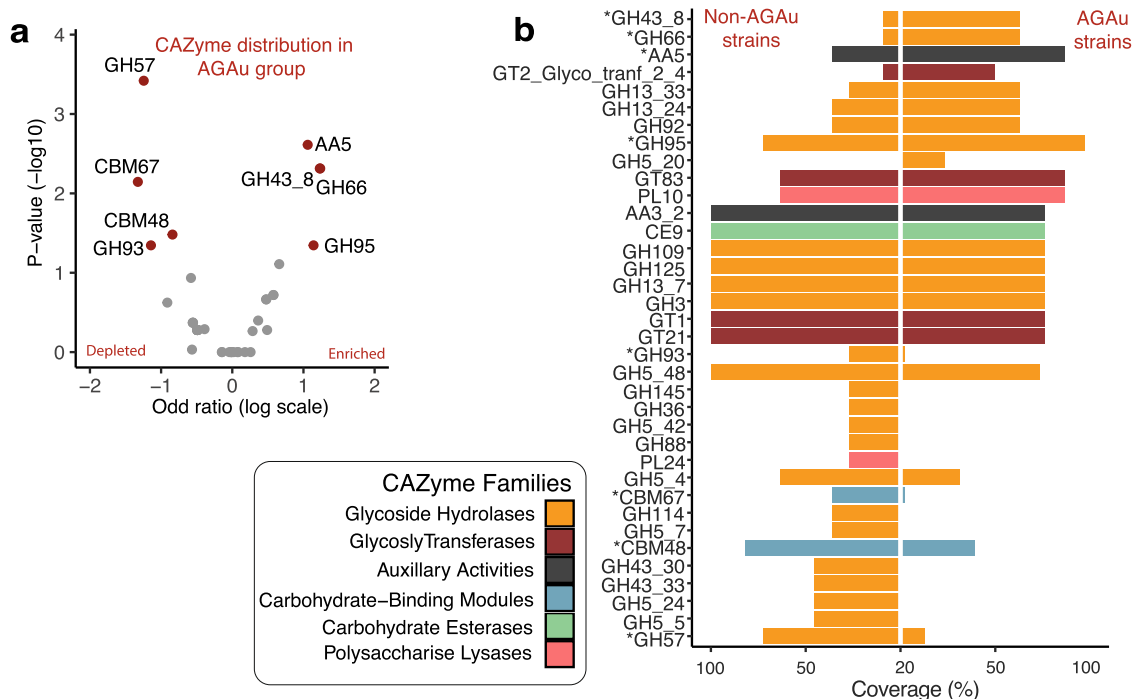 a
CAZyme distribution in
AGAu group
P−value (−log10)
4
3
2
1
0
GH57
AA5
CBM67
GH43_8
GH66
CBM48
GH93
GH95
Depleted
Enriched
−2
−1
0
1
2
Odd ratio (log scale)
CAZyme Families
Glycoside Hydrolases
GlycoslyTransferases
Auxillary Activities
Carbohydrate−Binding Modules
Carbohydrate Esterases
Polysaccharise Lysases
b
Non-AGAu
strains
AGAu
strains
*GH43_8
*GH66
*AA5
GT2_Glyco_tranf_2_4
GH13_33
GH13_24
GH92
*GH95
GH5_20
GT83
PL10
AA3_2
CE9
GH109
GH125
GH13_7
GH3
GT1
GT21
*GH93
GH5_48
GH145
GH36
GH5_42
GH88
PL24
GH5_4
*CBM67
GH114
GH5_7
*CBM48
GH43_30
GH43_33
GH5_24
GH5_5
*GH57
100
50
20
50
100
Coverage (%)